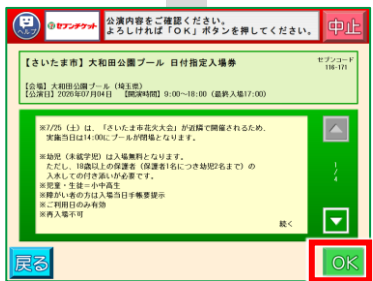 ヘルプ
セブンチケット
公演内容をご確認ください。
よろしければ「OK」ボタンを押してください。
中止
【さいたま市】大和田公園プール 日付指定入場券
セブンコード
116-171
【会場】大和田公園プール（埼玉県）
【公演日】2026年07月04日 【開演時間】9:00～18:00（最終入場17:00）
※7/25（土）は、「さいたま市花火大会」が近隣で開催されるため、
実施当日は14:00にプールが閉場となります。
※幼児（未就学児）は入場無料となります。
ただし、18歳以上の保護者（保護者1名につき幼児2名まで）の
入水しての付き添いが必要です。
※児童・生徒=小中高生
※障がい者の方は入場当日手帳要提示
※ご利用日のみ有効
※再入場不可
続く
1/4
戻る
OK